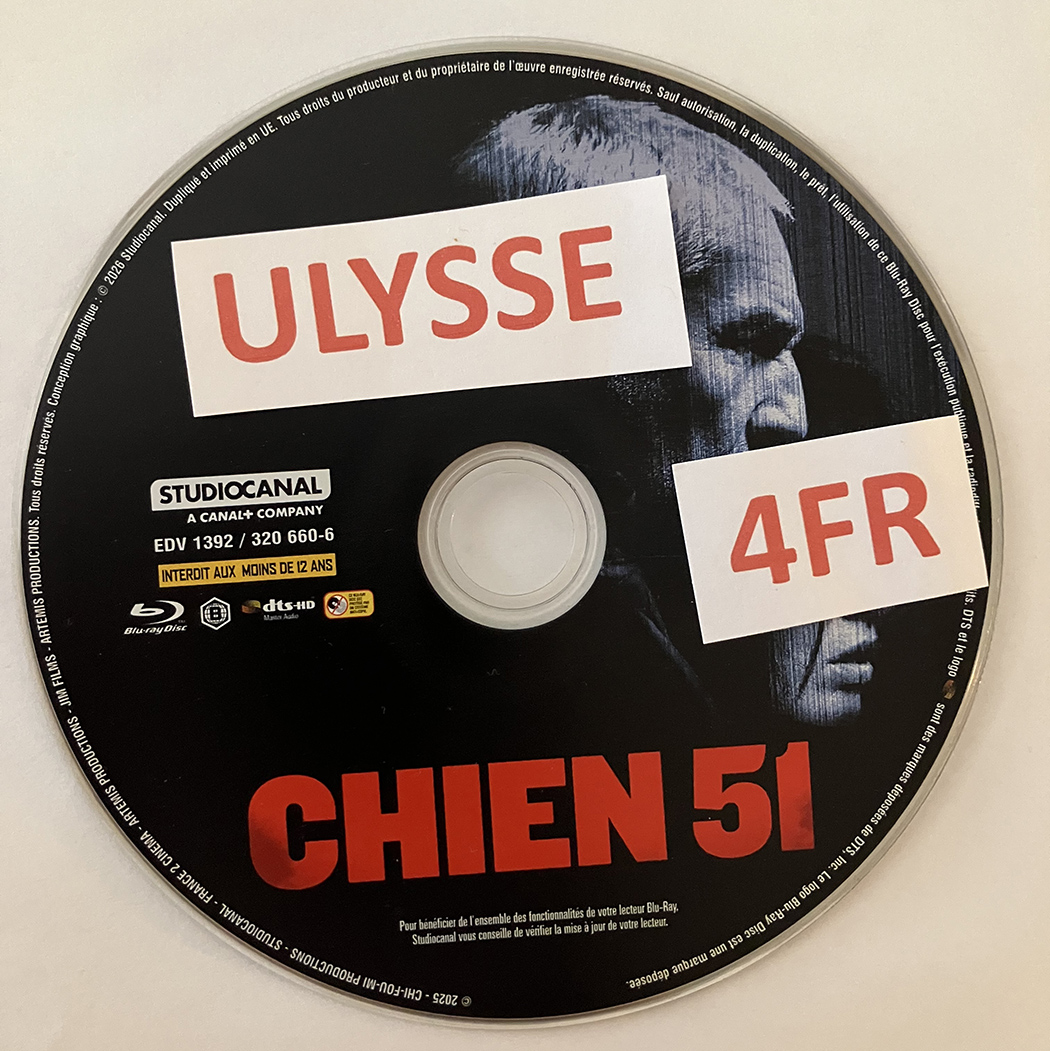 © 2025 - CHI-FOU-MI PRODUCTIONS - STUDIOCANAL - FRANCE 2 CINEMA - ARTEMIS PRODUCTIONS - JIM FILMS - ARTEMIS PRODUCTIONS. Tous droits réservés. Conception graphique : © 2026 Studiocanal. Dupliqué et imprimé en UE. Tous droits du producteur et du propriétaire de l'œuvre enregistrée réservés. Sauf autorisation, la duplication, le prêt, l'utilisation de ce Blu-Ray Disc pour l'exécution publique et la
DTS et le logo sont des marques déposées de DTS, Inc. Le logo Blu-Ray Disc est une marque déposée.
ULYSSE
4FR
STUDIOCANAL
A CANAL+ COMPANY
EDV 1392 / 320 660-6
INTERDIT AUX MOINS DE 12 ANS
Blu-ray Disc™
B
dts-HD
Master Audio
CHIEN 51
Pour bénéficier de l'ensemble des fonctionnalités de votre lecteur Blu-Ray,
Studiocanal vous conseille de vérifier la mise à jour de votre lecteur.